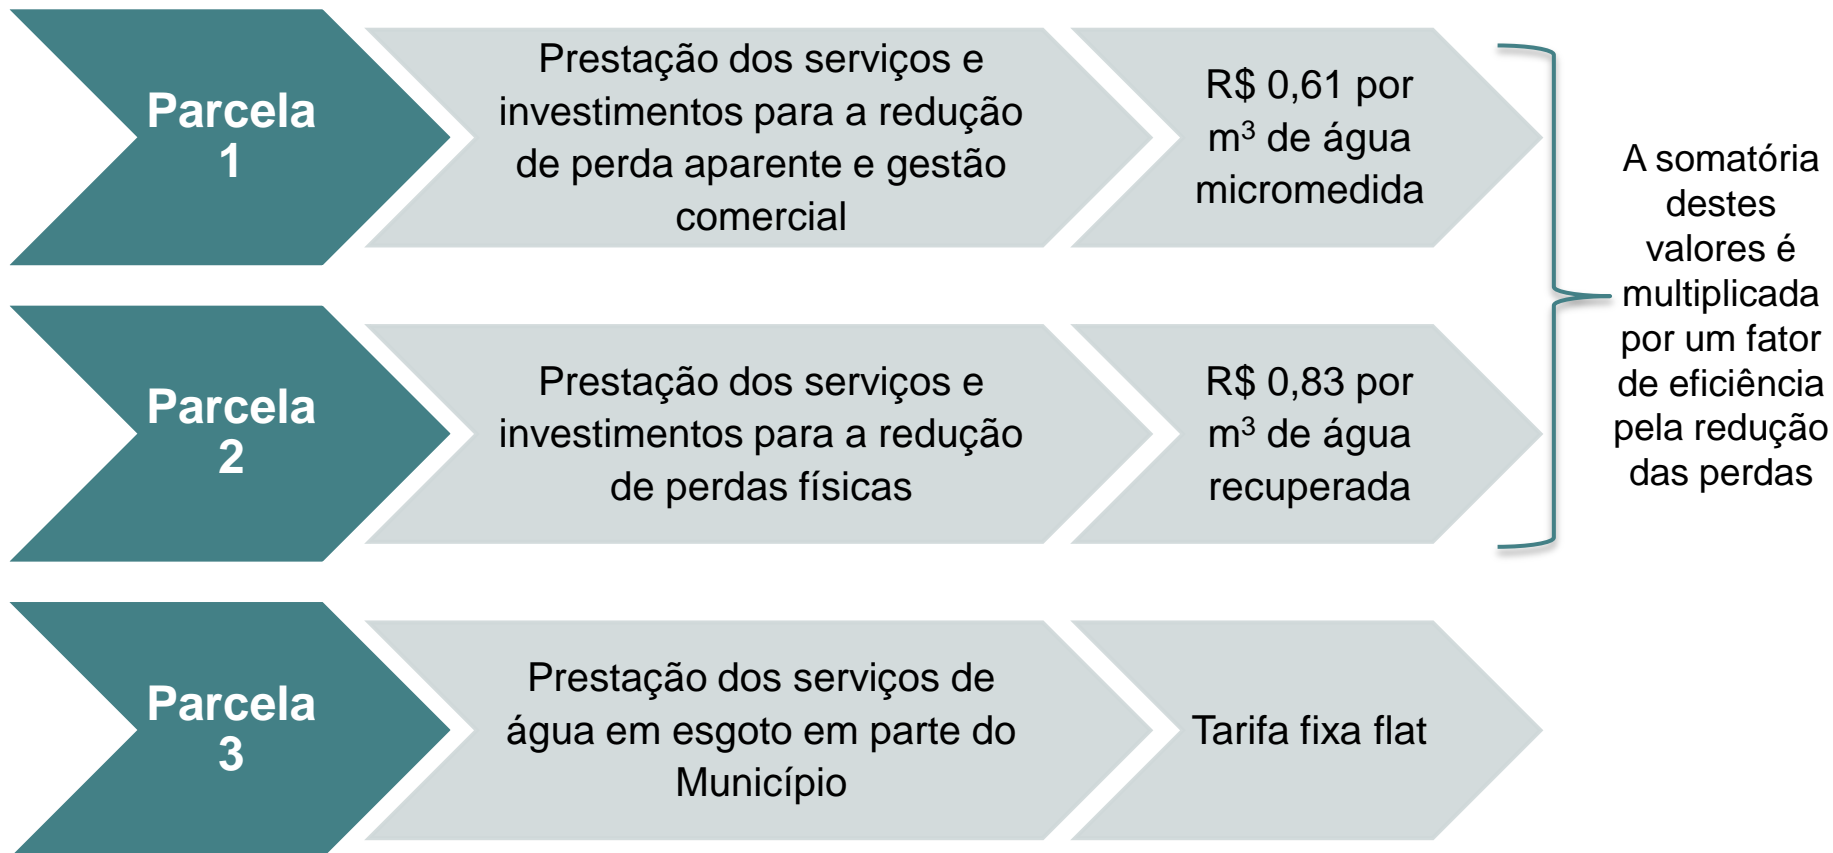 Parcela
1
Prestação dos serviços e
investimentos para a redução
de perda aparente e gestão
comercial
R$ 0,61 por
m³ de água
micromedida
Parcela
2
Prestação dos serviços e
investimentos para a redução
de perdas físicas
R$ 0,83 por
m³ de água
recuperada
A somatória
destes
valores é
multiplicada
por um fator
de eficiência
pela redução
das perdas
Parcela
3
Prestação dos serviços de
água em esgoto em parte do
Município
Tarifa fixa flat